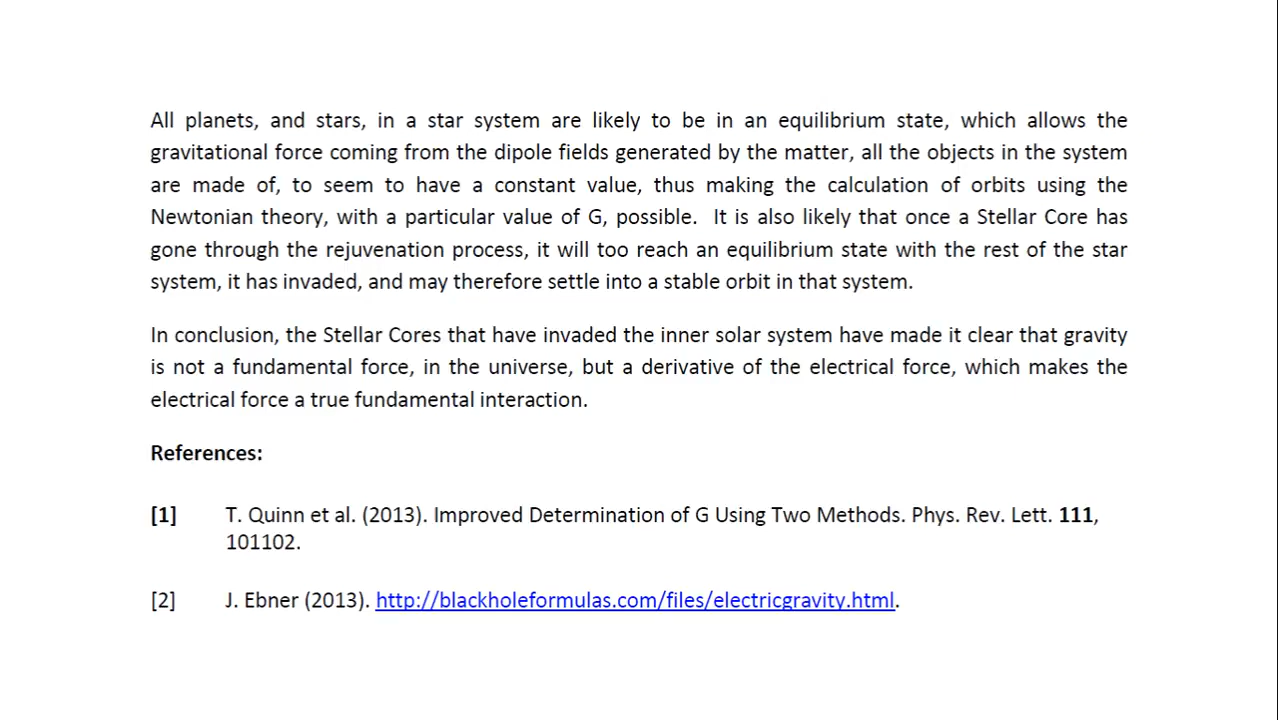 All planets, and stars, in a star system are likely to be in an equilibrium state, which allows the
gravitational force coming from the dipole fields generated by the matter, all the objects in the system
are made of, to seem to have a constant value, thus making the calculation of orbits using the
Newtonian theory, with a particular value of G, possible.  It is also likely that once a Stellar Core has
gone through the rejuvenation process, it will too reach an equilibrium state with the rest of the star
system, it has invaded, and may therefore settle into a stable orbit in that system.
In conclusion, the Stellar Cores that have invaded the inner solar system have made it clear that gravity
is not a fundamental force, in the universe, but a derivative of the electrical force, which makes the
electrical force a true fundamental interaction.
References:
[1] T. Quinn et al. (2013). Improved Determination of G Using Two Methods. Phys. Rev. Lett. 111,
101102.
[2] J. Ebner (2013). http://blackholeformulas.com/files/electricgravity.html.